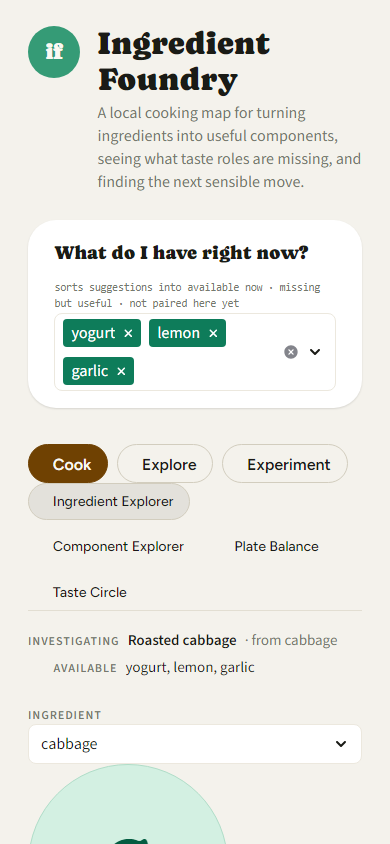 if
Ingredient
Foundry
A local cooking map for turning
ingredients into useful components,
seeing what taste roles are missing, and
finding the next sensible move.
What do I have right now?
sorts suggestions into available now · missing
but useful · not paired here yet
yogurt × lemon ×
garlic ×
Cook Explore Experiment
Ingredient Explorer
Component Explorer Plate Balance
Taste Circle
INVESTIGATING Roasted cabbage · from cabbage
AVAILABLE yogurt, lemon, garlic
INGREDIENT
cabbage